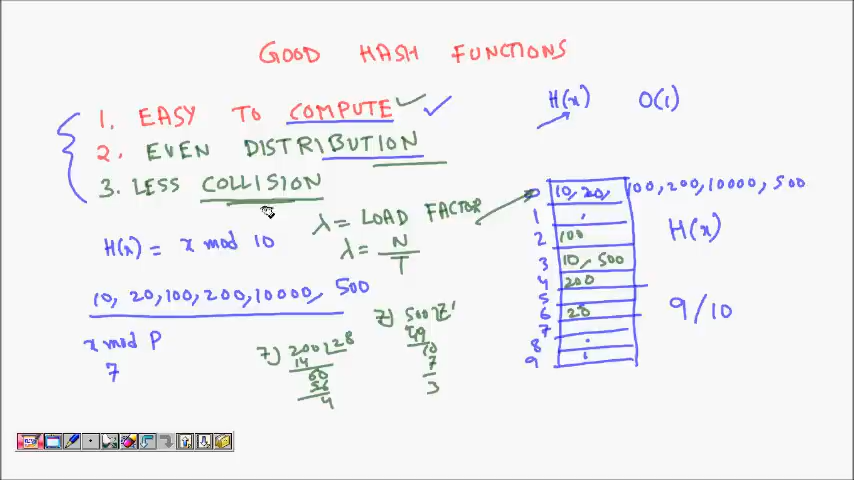 GOOD HASH FUNCTIONS
1. EASY TO COMPUTE
2. EVEN DISTRIBUTION
3. LESS COLLISION
H(x) O(1)
λ = LOAD FACTOR
λ = N
T
H(x) = x mod 10
10, 20, 100, 200, 10000, 500
x mod P
7
7) 200 28
14
60
56
4
7) 500 7
49
10
7
3
0 10, 20, 100, 200, 10000, 500
1
2 100
3 10, 500
4 200
5
6 20
7
8
9
H(x)
9/10